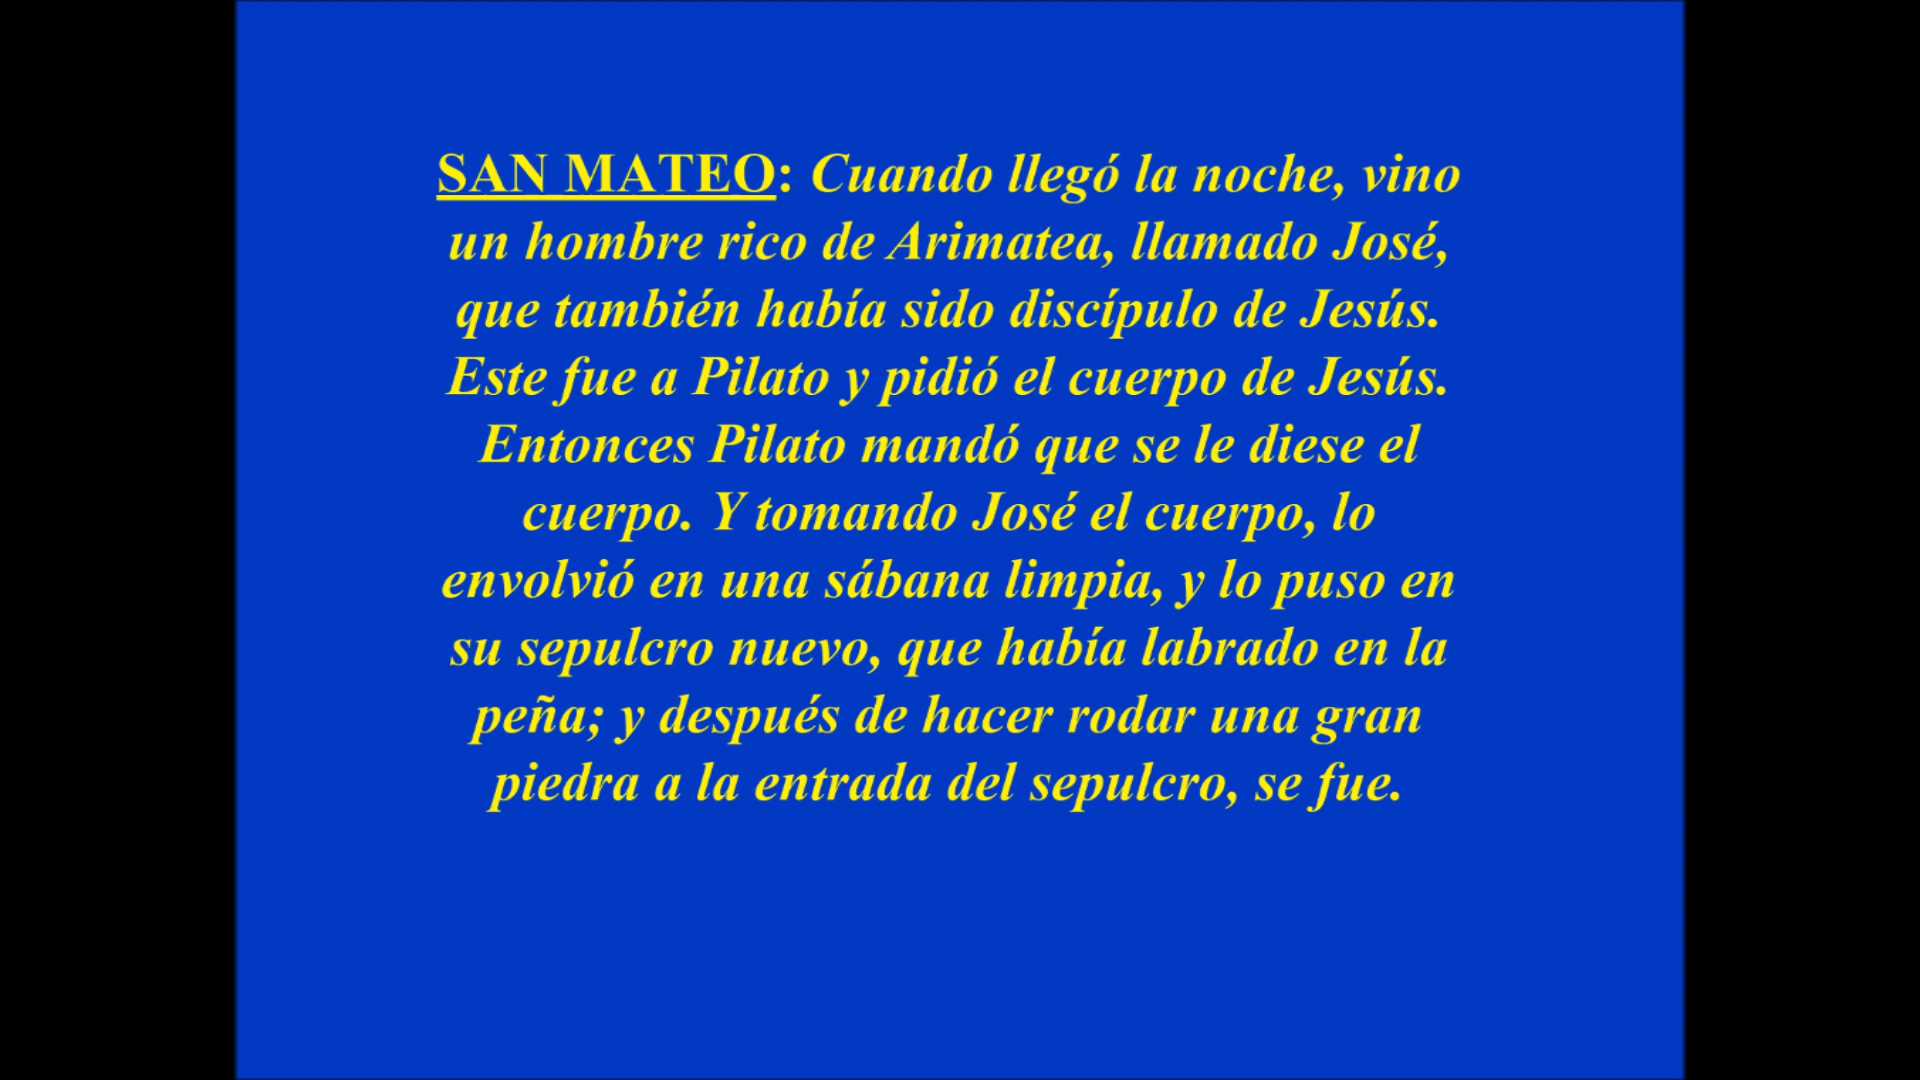 SAN MATEO: Cuando llegó la noche, vino
un hombre rico de Arimatea, llamado José,
que también había sido discípulo de Jesús.
Este fue a Pilato y pidió el cuerpo de Jesús.
Entonces Pilato mandó que se le diese el
cuerpo. Y tomando José el cuerpo, lo
envolvió en una sábana limpia, y lo puso en
su sepulcro nuevo, que había labrado en la
peña; y después de hacer rodar una gran
piedra a la entrada del sepulcro, se fue.